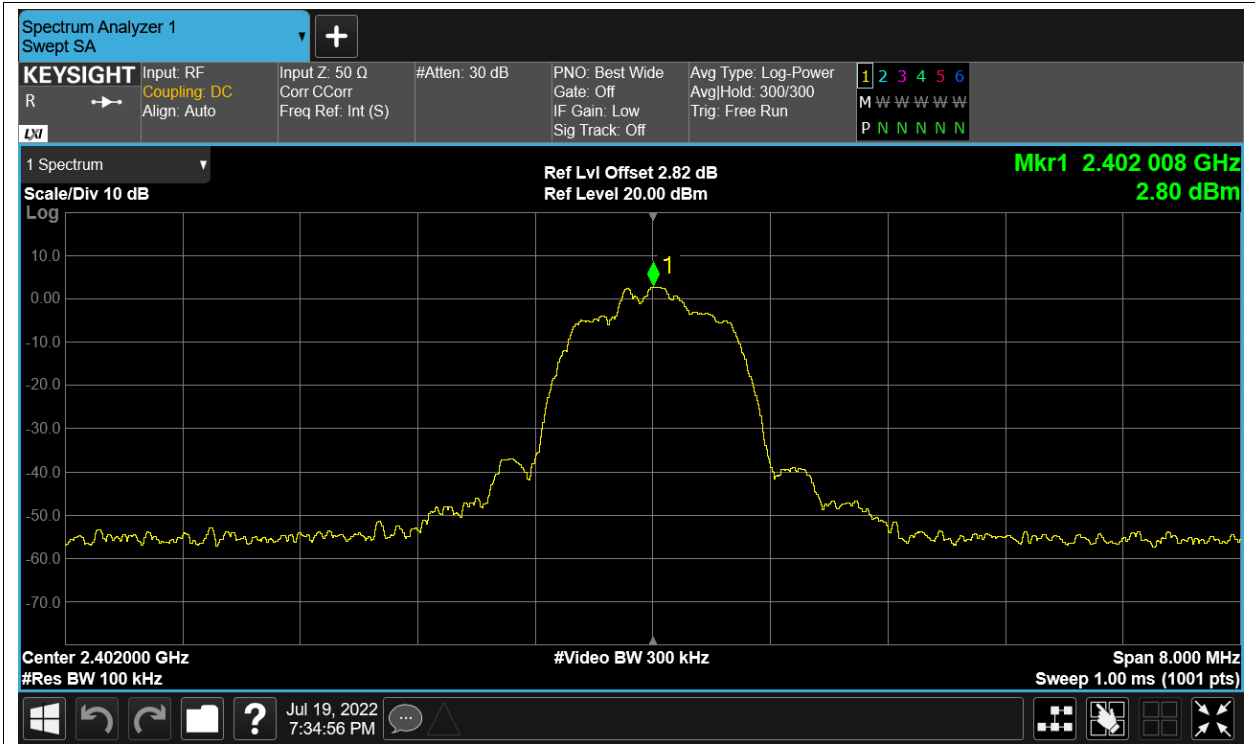 Spectrum Analyzer 1
Swept SA
KEYSIGHT
R
LXI
Input: RF
Coupling: DC
Align: Auto
Input Z: 50 Ω
Corr CCorr
Freq Ref: Int (S)
#Atten: 30 dB
PNO: Best Wide
Gate: Off
IF Gain: Low
Sig Track: Off
Avg Type: Log-Power
Avg|Hold: 300/300
Trig: Free Run
1 2 3 4 5 6
M W W W W W
P N N N N N
1 Spectrum
Scale/Div 10 dB
Log
Ref Lvl Offset 2.82 dB
Ref Level 20.00 dBm
Mkr1 2.402 008 GHz
2.80 dBm
1
10.0
0.00
-10.0
-20.0
-30.0
-40.0
-50.0
-60.0
-70.0
Center 2.402000 GHz
#Res BW 100 kHz
#Video BW 300 kHz
Span 8.000 MHz
Sweep 1.00 ms (1001 pts)
?
Jul 19, 2022
7:34:56 PM